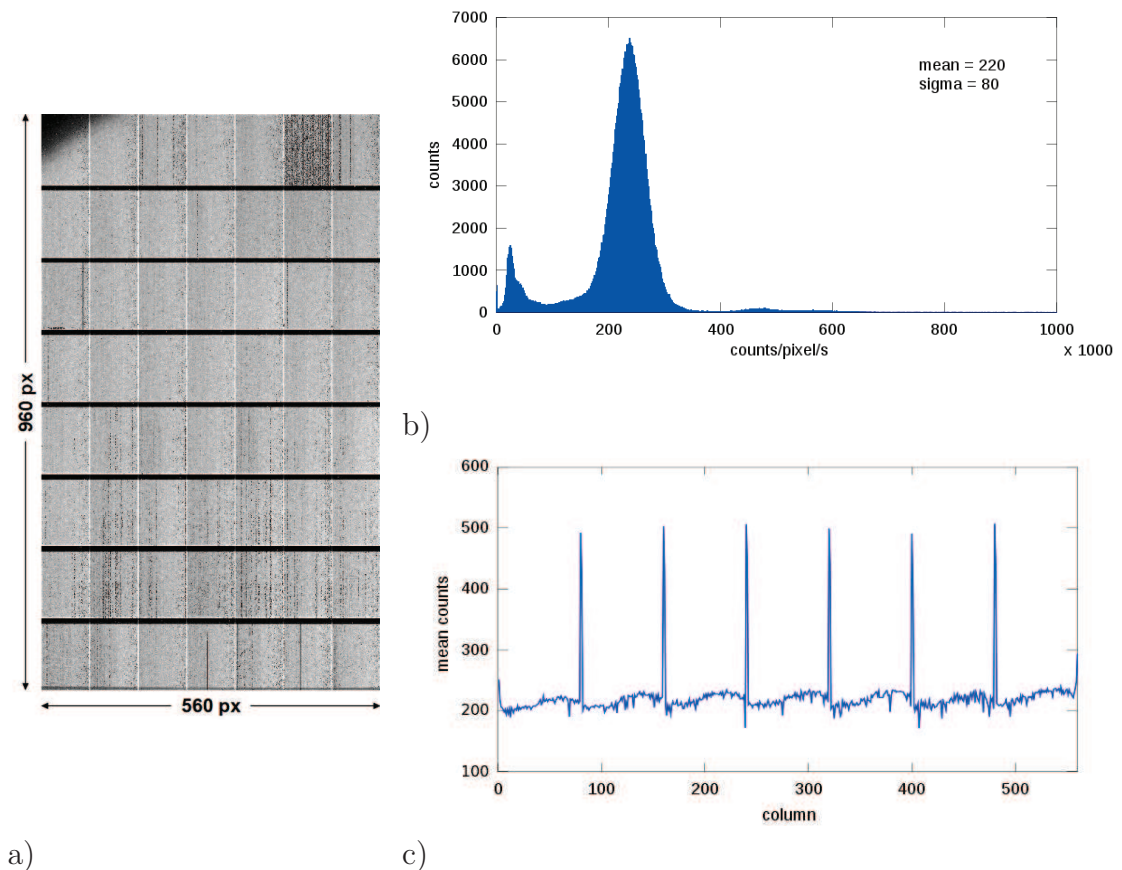 960 px
560 px
a)
7000
6000
5000
4000
3000
2000
1000
0
counts
mean = 220
sigma = 80
0 200 400 600 800 1000
counts/pixel/s
x 1000
b)
600
500
400
300
200
100
mean counts
0 100 200 300 400 500
column
c)